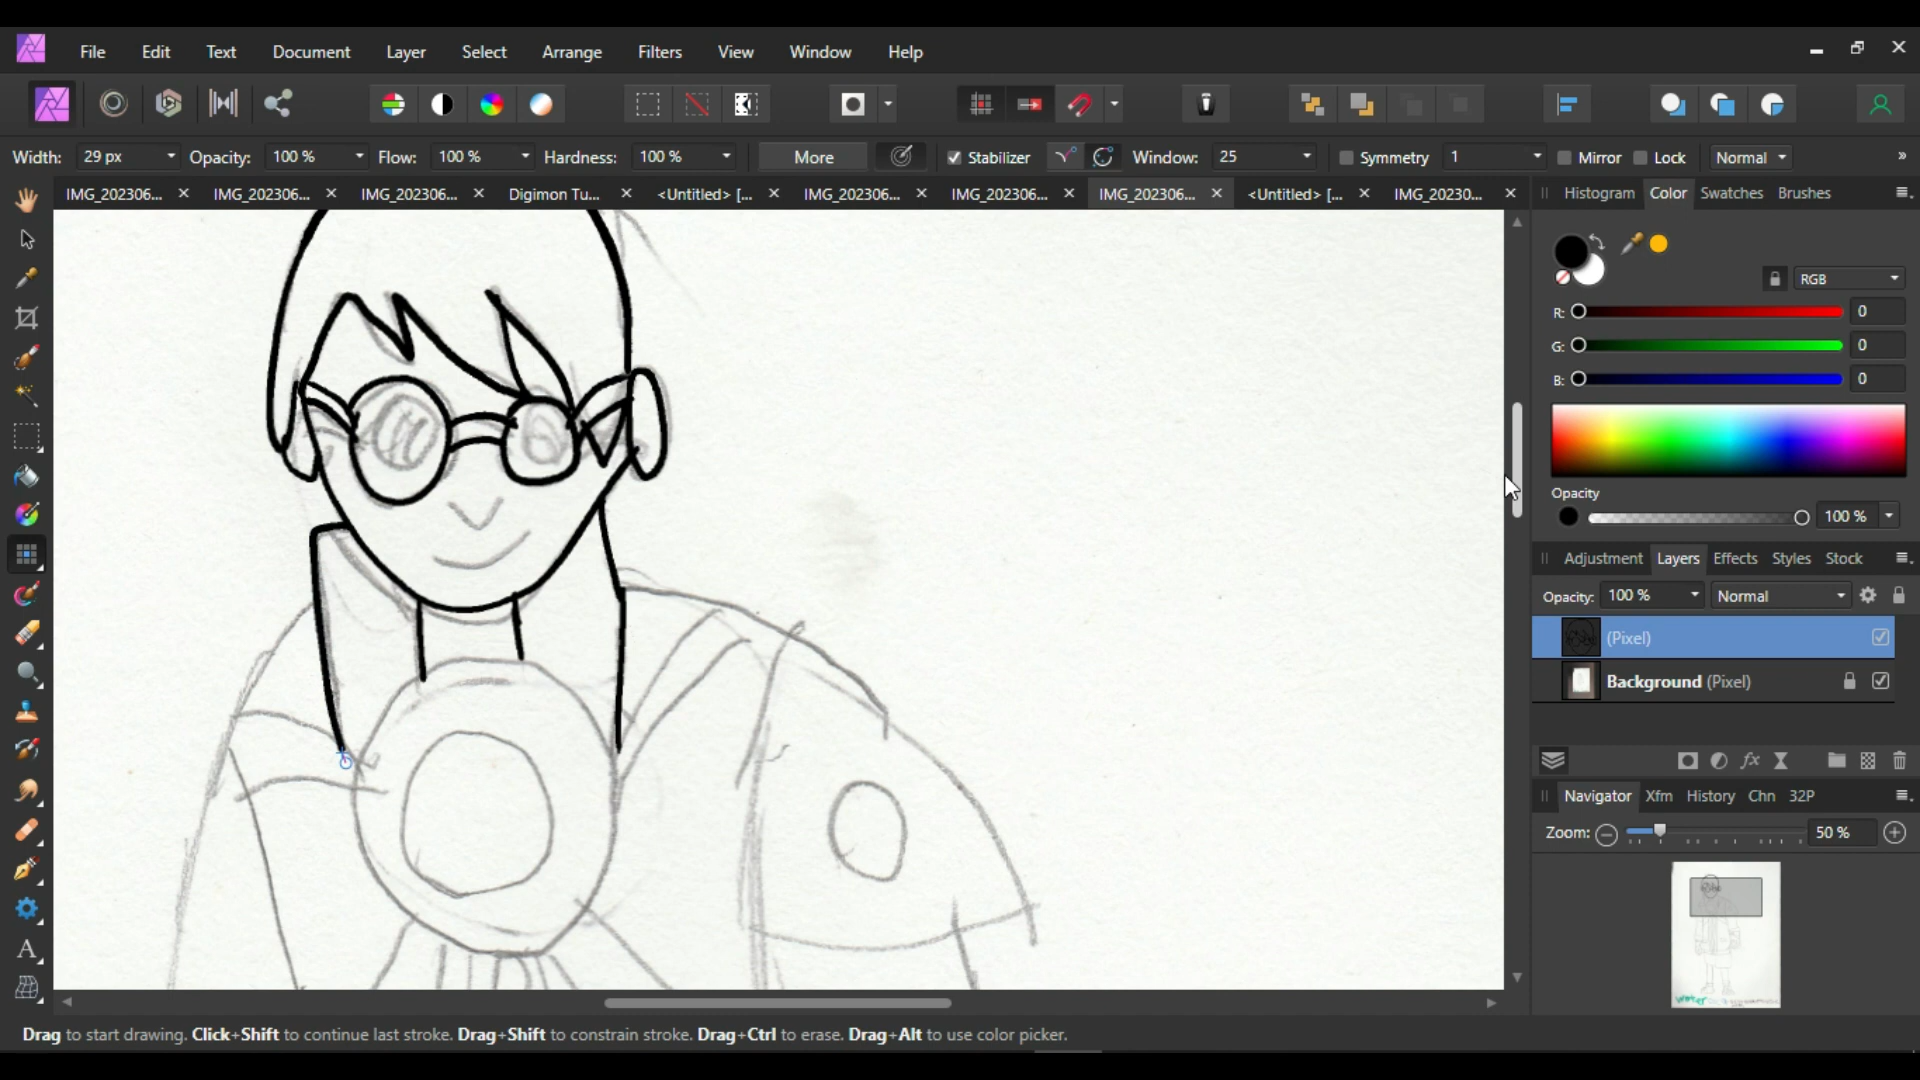 File Edit Text Document Layer Select Arrange Filters View Window Help
Width: 29 px Opacity: 100 % Flow: 100 % Hardness: 100 % More Stabilizer Window: 25 Symmetry 1 Mirror Lock Normal »
IMG_202306... IMG_202306... IMG_202306... Digimon Tu... <Untitled> [... IMG_202306... IMG_202306... IMG_202306... <Untitled> [... IMG_20230...
Histogram Color Swatches Brushes
RGB
R: 0
G: 0
B: 0
Opacity
100 %
Adjustment Layers Effects Styles Stock
Opacity: 100 % Normal
(Pixel)
Background (Pixel)
fx
Navigator Xfm History Chn 32P
Zoom: 50 %
A
winter
Drag to start drawing. Click+Shift to continue last stroke. Drag+Shift to constrain stroke. Drag+Ctrl to erase. Drag+Alt to use color picker.